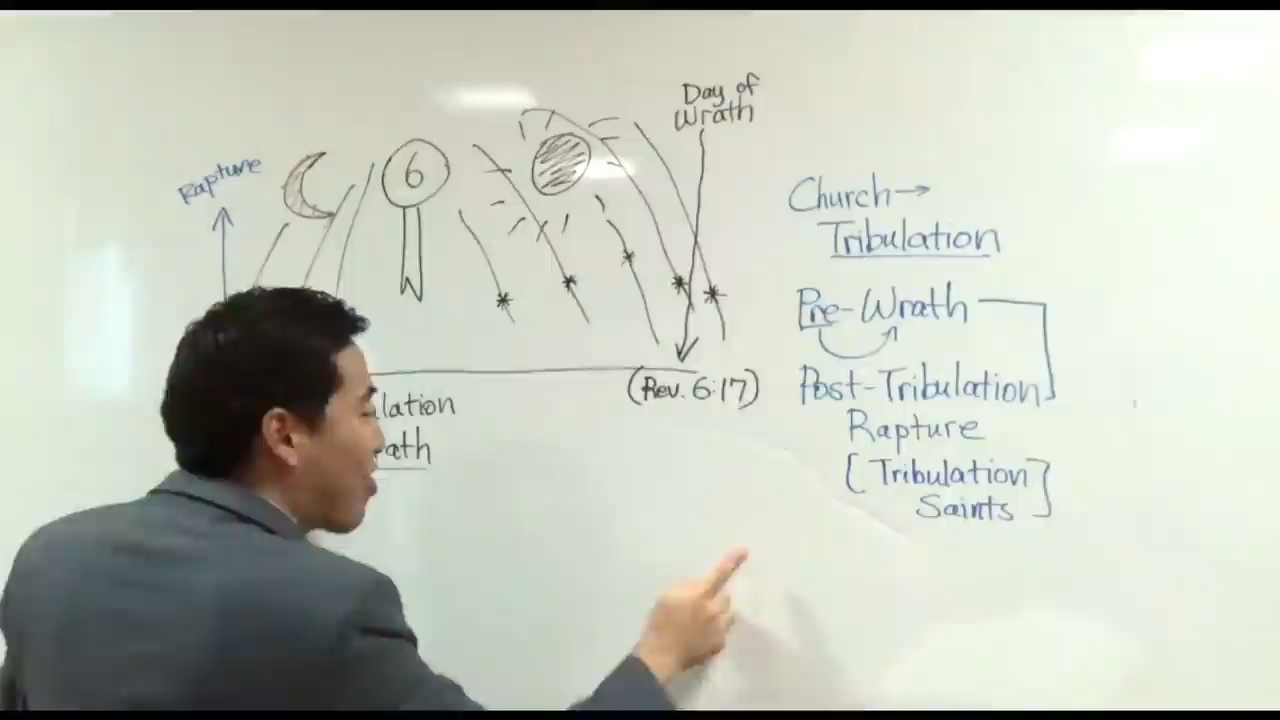 Day of
Wrath
Rapture
6
(Rev. 6:17)
lation
ath
Church→
Tribulation
Pre-Wrath
Post-Tribulation
Rapture
[Tribulation
Saints]